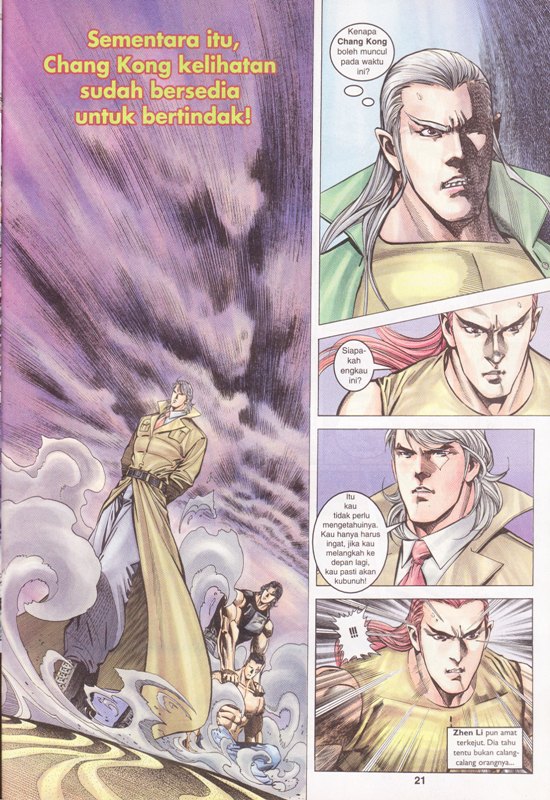 Sementara itu,
Chang Kong kelihatan
sudah bersedia
untuk bertindak!
Kenapa
Chang Kong
boleh muncul
pada waktu
ini?
Siapa-
kah
engkau
ini?
Itu
kau
tidak perlu
mengetahuinya.
Kau hanya harus
ingat, jika kau
melangkah ke
depan lagi,
kau pasti akan
kubunuh!
!!!
Zhen Li pun amat
terkejut. Dia tahu
tentu bukan calang-
calang orangnya...
21